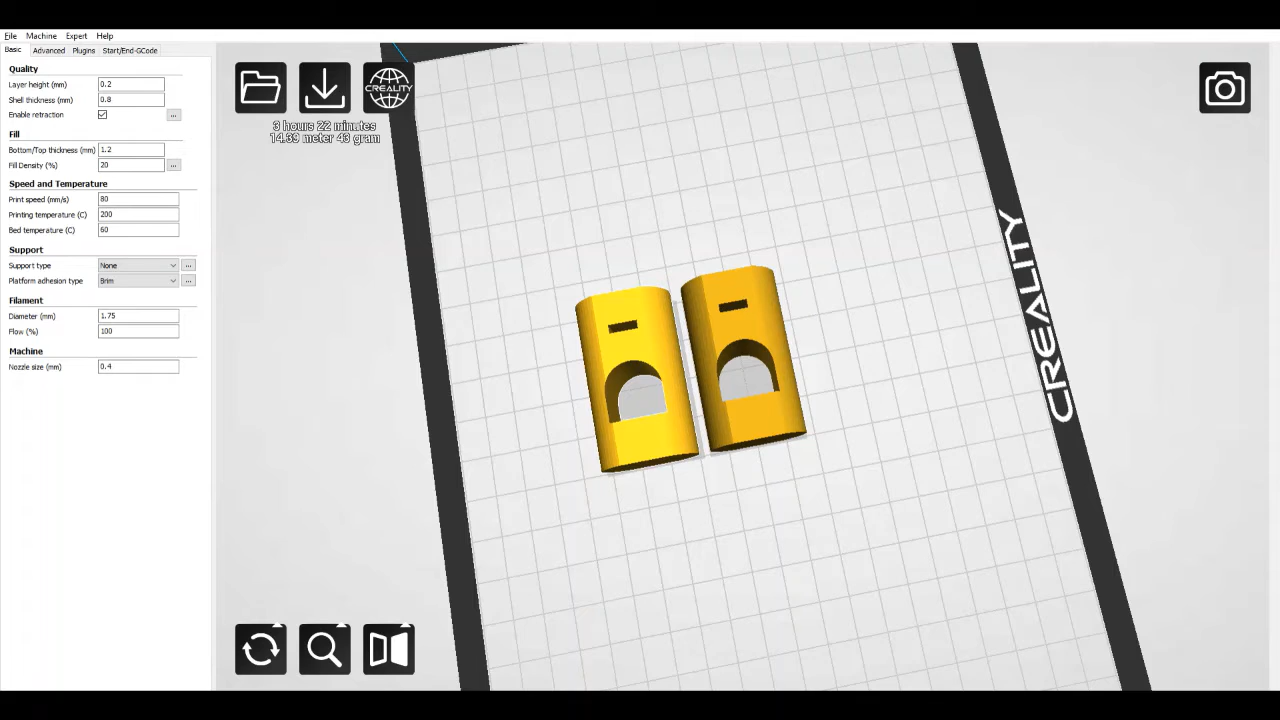 File Machine Expert Help
Basic Advanced Plugins Start/End-GCode
Quality
Layer height (mm) 0.2
Shell thickness (mm) 0.8
Enable retraction ...
Fill
Bottom/Top thickness (mm) 1.2
Fill Density (%) 20 ...
Speed and Temperature
Print speed (mm/s) 80
Printing temperature (C) 200
Bed temperature (C) 60
Support
Support type None ...
Platform adhesion type Brim ...
Filament
Diameter (mm) 1.75
Flow (%) 100
Machine
Nozzle size (mm) 0.4
CREALITY
3 hours 22 minutes
14.39 meter 43 gram
CREALITY